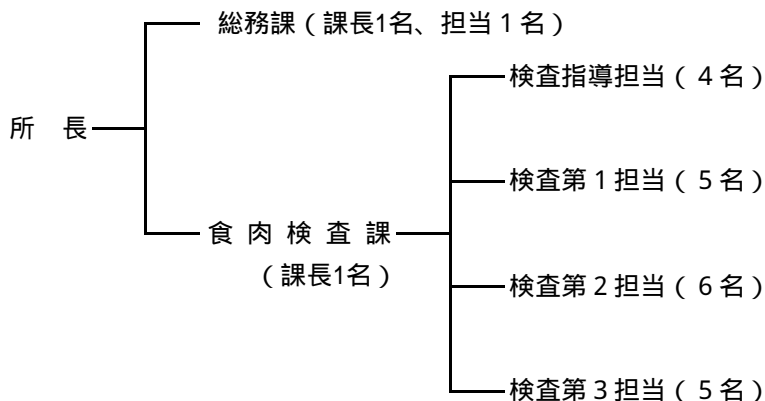 総務課（課長1名、担当１名）
検査指導担当（４名）
所　長
検査第１担当（５名）
食肉検査課
（課長1名）
検査第２担当（６名）
検査第３担当（５名）